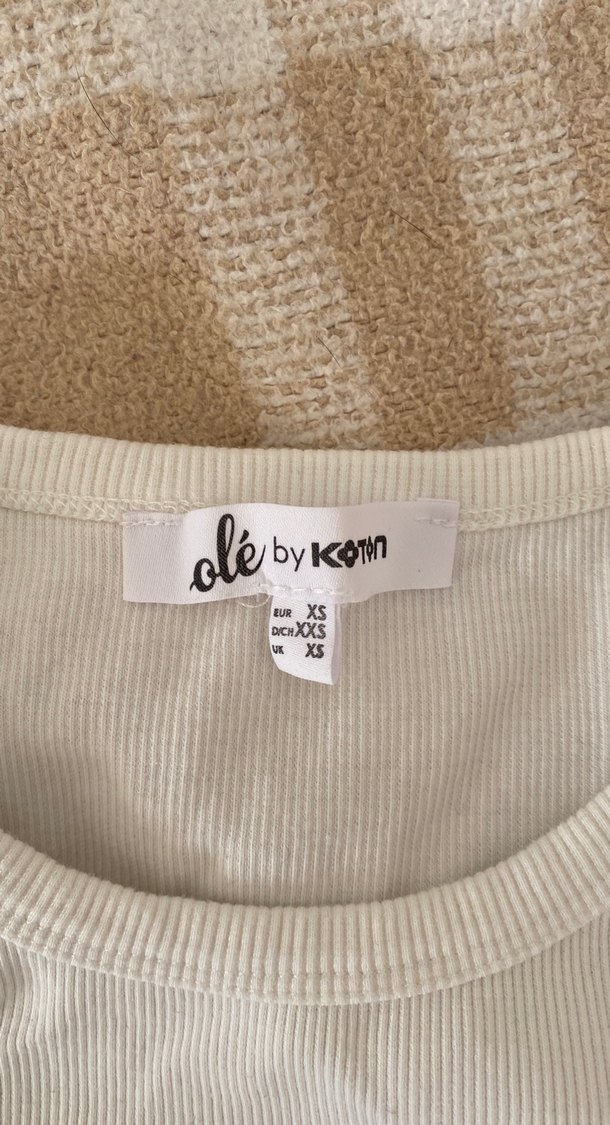 olé by KOTON
EUR XS
D/CH XXS
UK XS